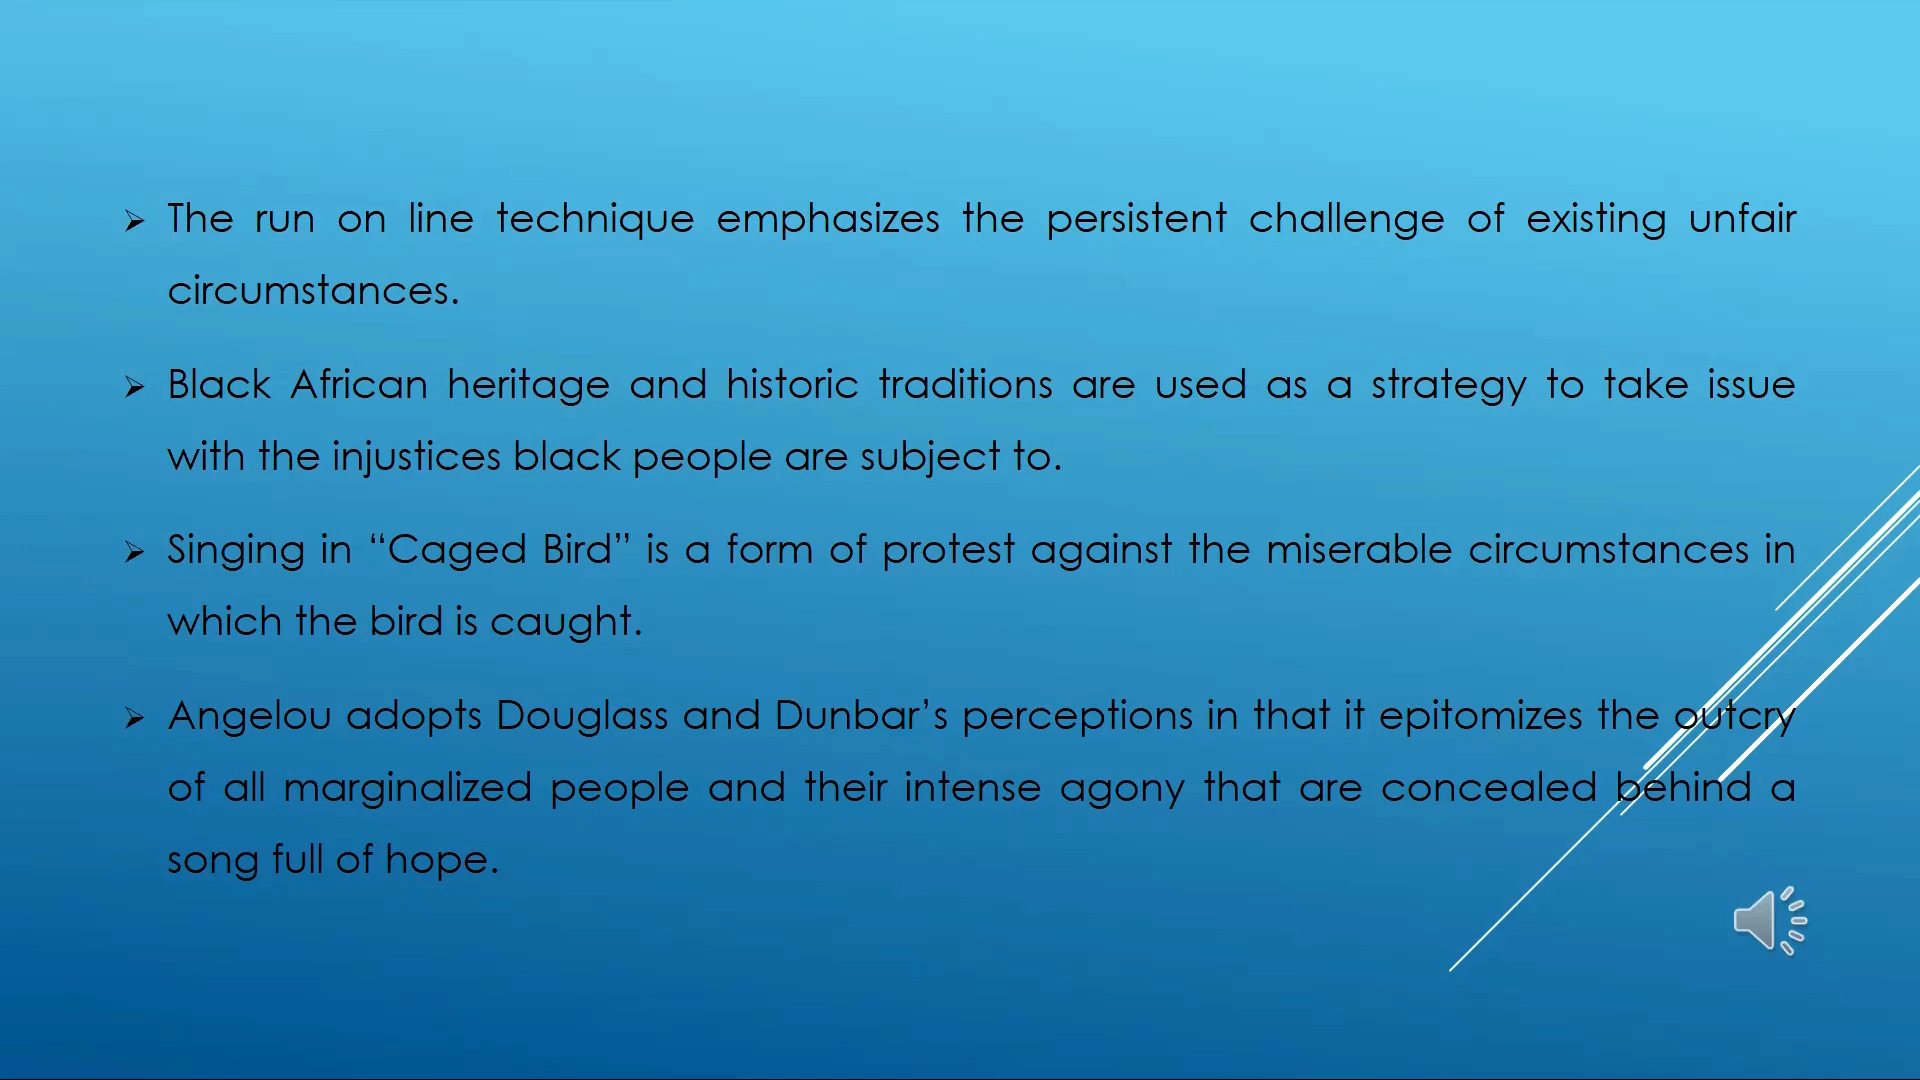 ➢ The run on line technique emphasizes the persistent challenge of existing unfair
circumstances.
➢ Black African heritage and historic traditions are used as a strategy to take issue
with the injustices black people are subject to.
➢ Singing in “Caged Bird” is a form of protest against the miserable circumstances in
which the bird is caught.
➢ Angelou adopts Douglass and Dunbar’s perceptions in that it epitomizes the outcry
of all marginalized people and their intense agony that are concealed behind a
song full of hope.